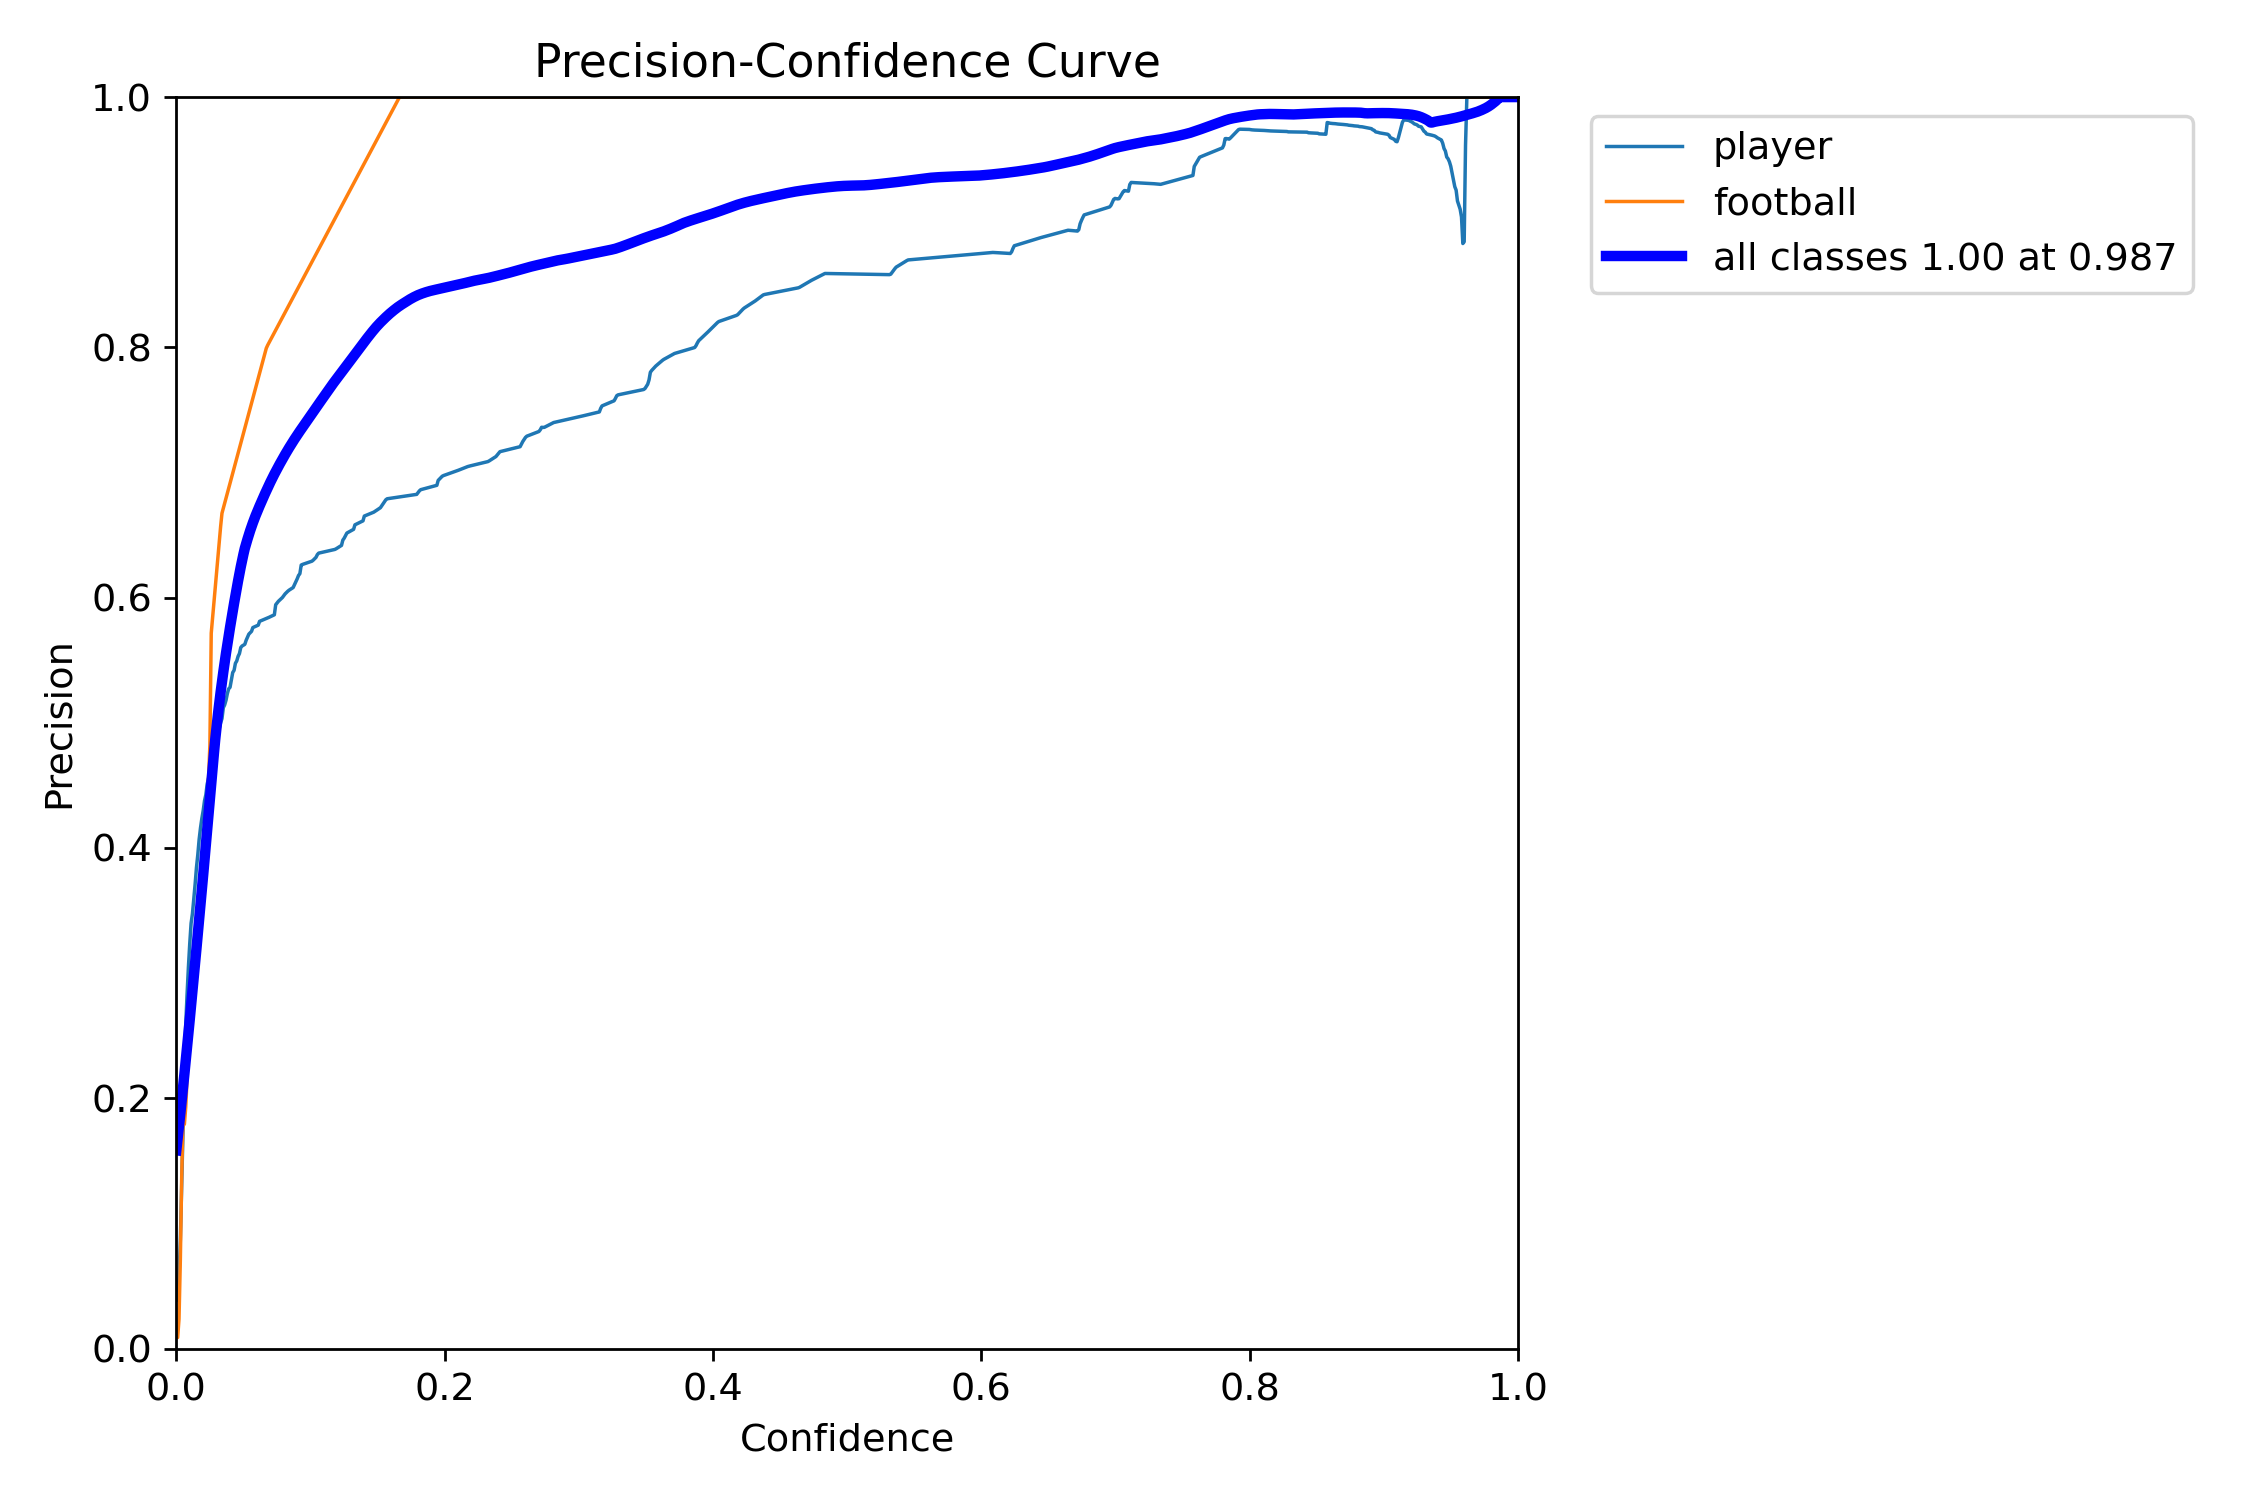 Precision-Confidence Curve
1.0
0.8
0.6
0.4
0.2
0.0
Precision
0.0 0.2 0.4 0.6 0.8 1.0
Confidence
player
football
all classes 1.00 at 0.987